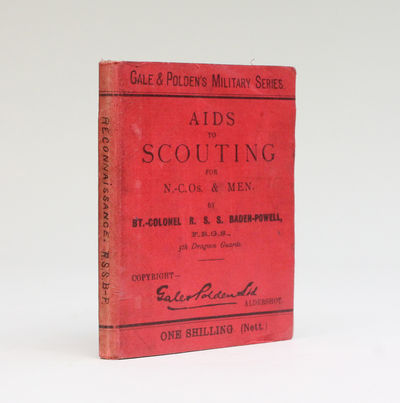 GALE & POLDEN'S MILITARY SERIES
AIDS
TO
SCOUTING
FOR
N.-C.Os. & MEN.
BY
BT.-COLONEL R. S. S. BADEN-POWELL,
F.R.G.S.,
5th Dragoon Guards.
COPYRIGHT—
Gale & Polden Ltd
ALDERSHOT.
ONE SHILLING (Nett.)
RECONNAISSANCE. R.S.S.B-P.